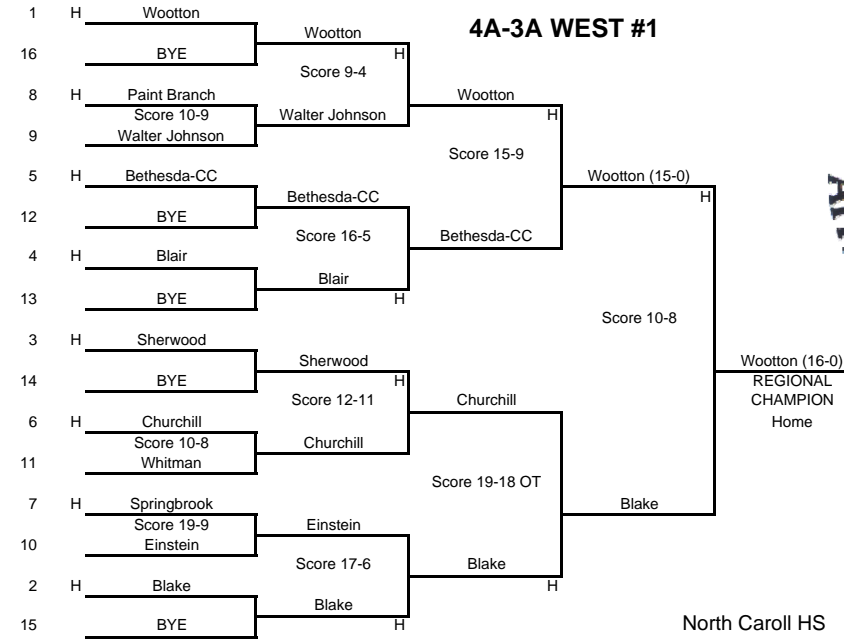 4A-3A WEST #1
1 H Wootton
16 BYE
Wootton
H
Score 9-4
8 H Paint Branch
Score 10-9
9 Walter Johnson
Walter Johnson
Wootton
H
Score 15-9
5 H Bethesda-CC
12 BYE
Bethesda-CC
Score 16-5
4 H Blair
13 BYE
Blair
H
Bethesda-CC
Wootton (15-0)
H
Score 10-8
3 H Sherwood
14 BYE
Sherwood
H
Score 12-11
6 H Churchill
Score 10-8
11 Whitman
Churchill
Churchill
Score 19-18 OT
7 H Springbrook
Score 19-9
10 Einstein
Einstein
Score 17-6
2 H Blake
15 BYE
Blake
H
Blake
H
Blake
Wootton (16-0)
REGIONAL
CHAMPION
Home
North Caroll HS